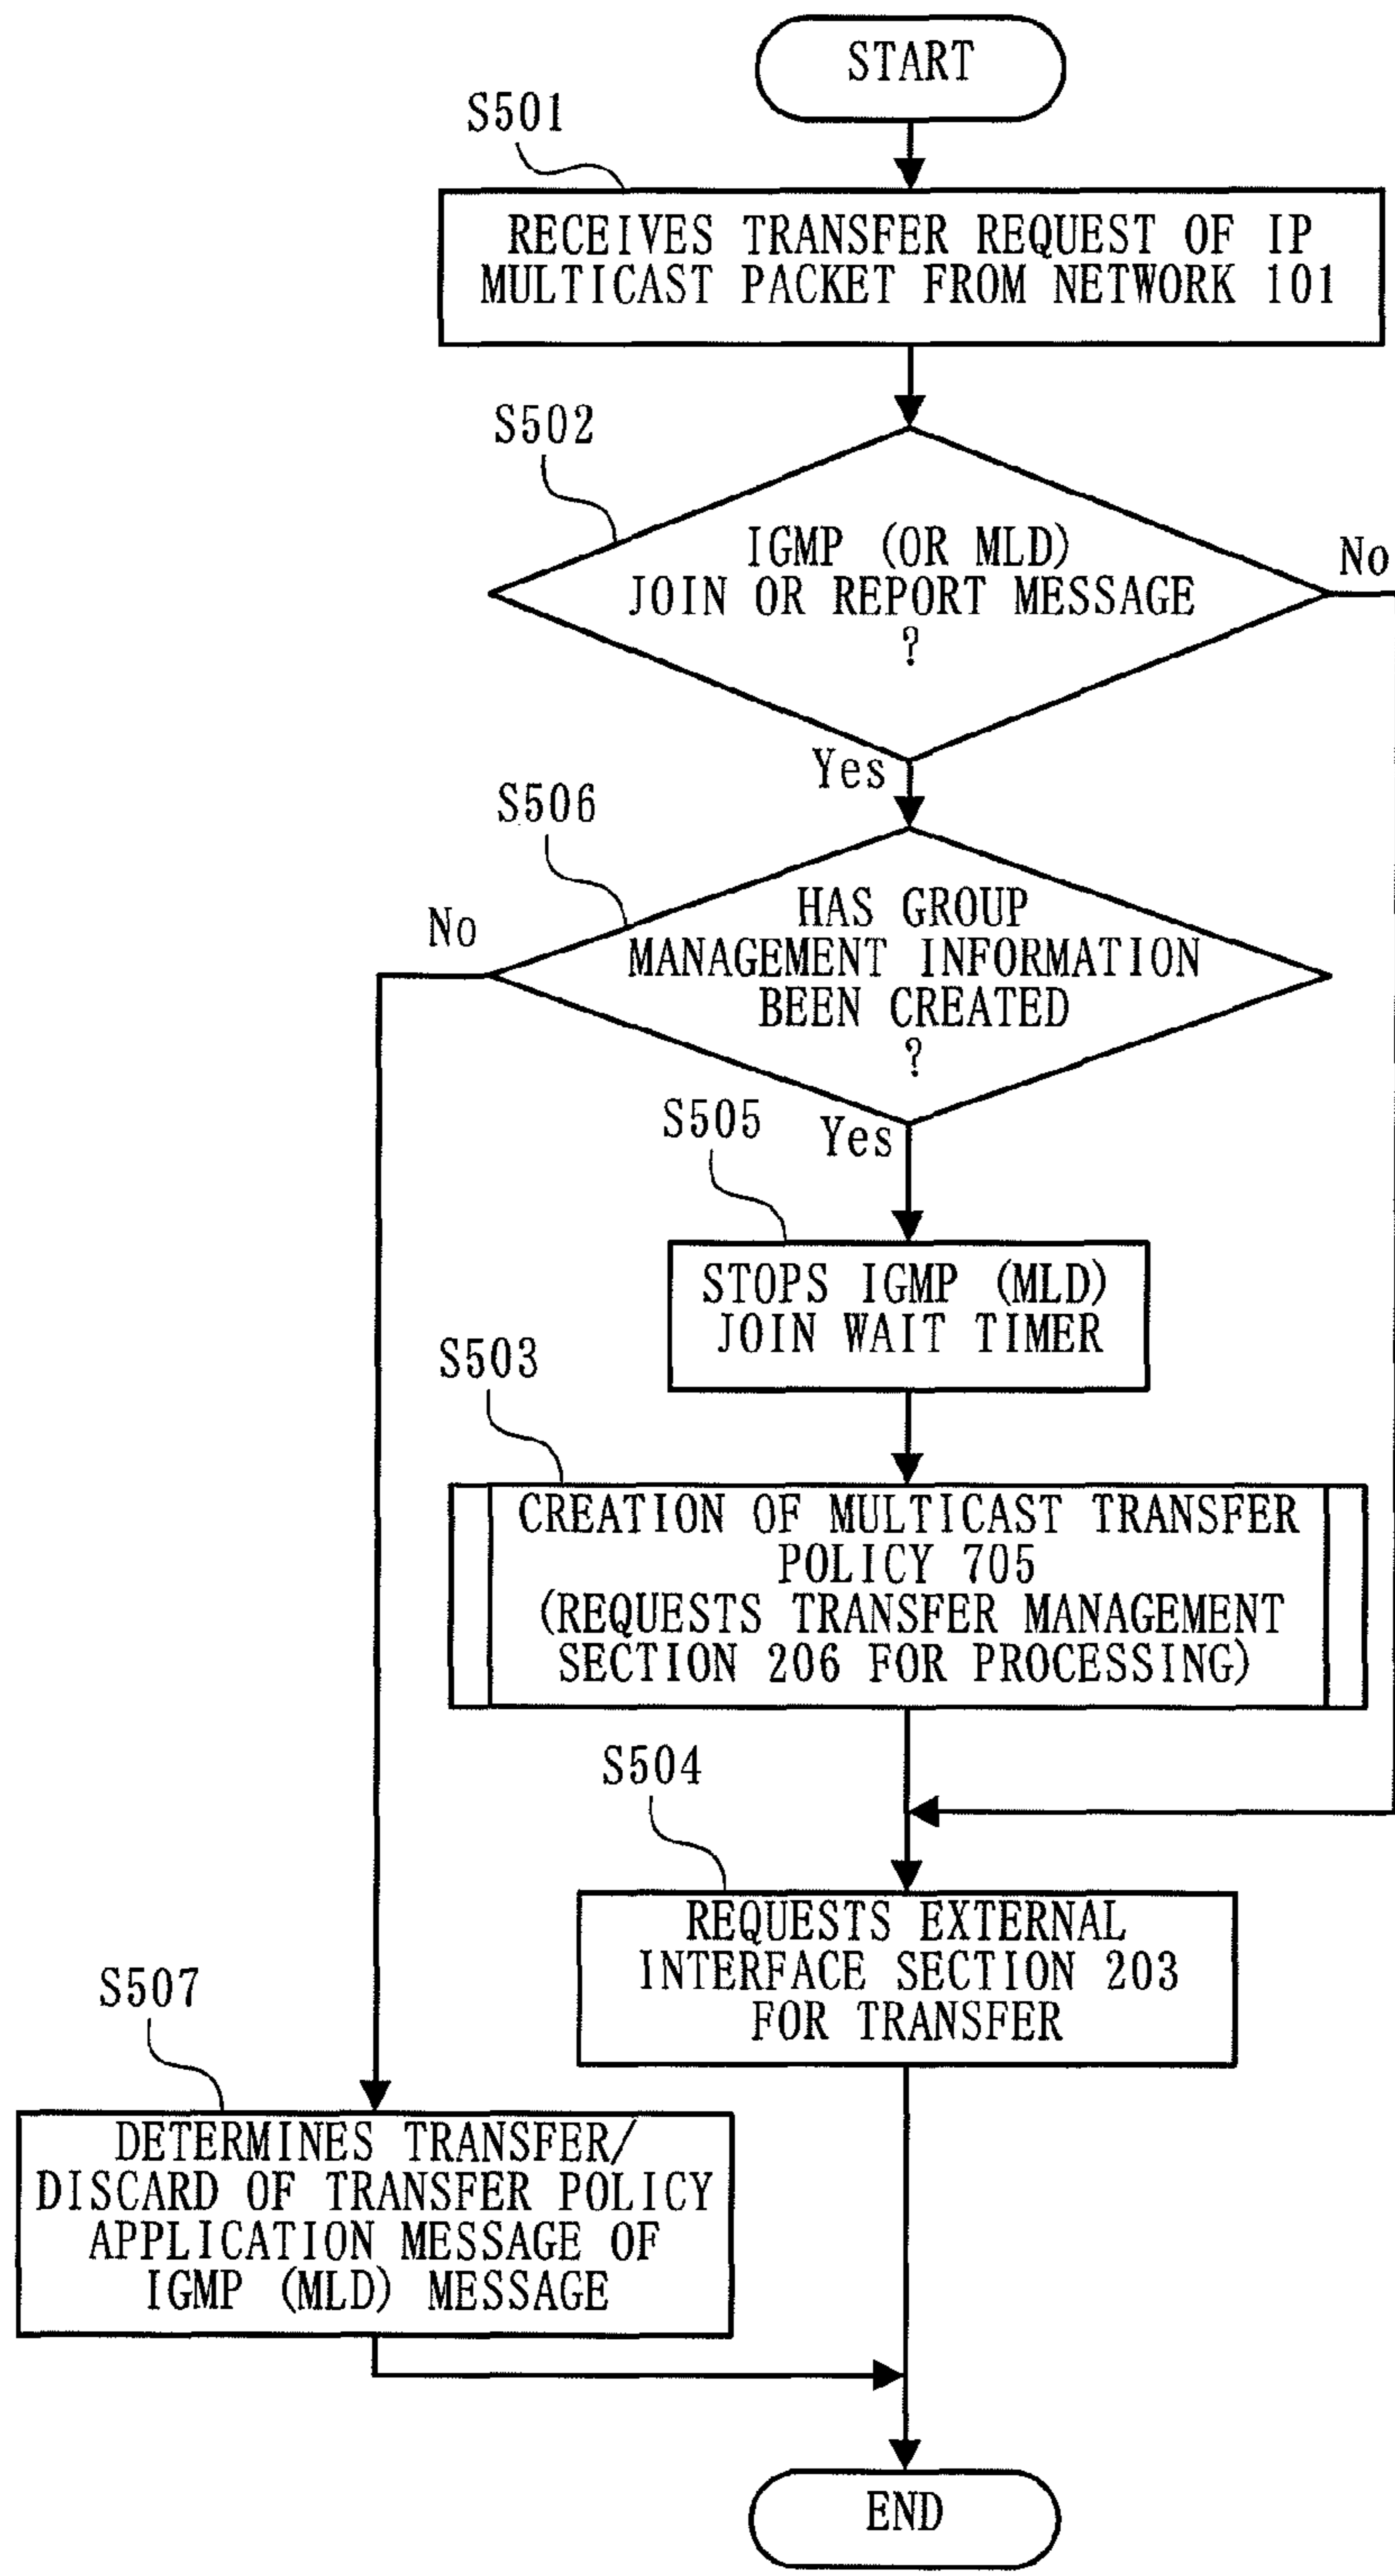 START
S501
RECEIVES TRANSFER REQUEST OF IP
MULTICAST PACKET FROM NETWORK 101
S502
IGMP (OR MLD)
JOIN OR REPORT MESSAGE
?
No
Yes
S506
HAS GROUP
MANAGEMENT INFORMATION
BEEN CREATED
?
No
Yes
S505
STOPS IGMP (MLD)
JOIN WAIT TIMER
S503
CREATION OF MULTICAST TRANSFER
POLICY 705
(REQUESTS TRANSFER MANAGEMENT
SECTION 206 FOR PROCESSING)
S504
REQUESTS EXTERNAL
INTERFACE SECTION 203
FOR TRANSFER
S507
DETERMINES TRANSFER/
DISCARD OF TRANSFER POLICY
APPLICATION MESSAGE OF
IGMP (MLD) MESSAGE
END